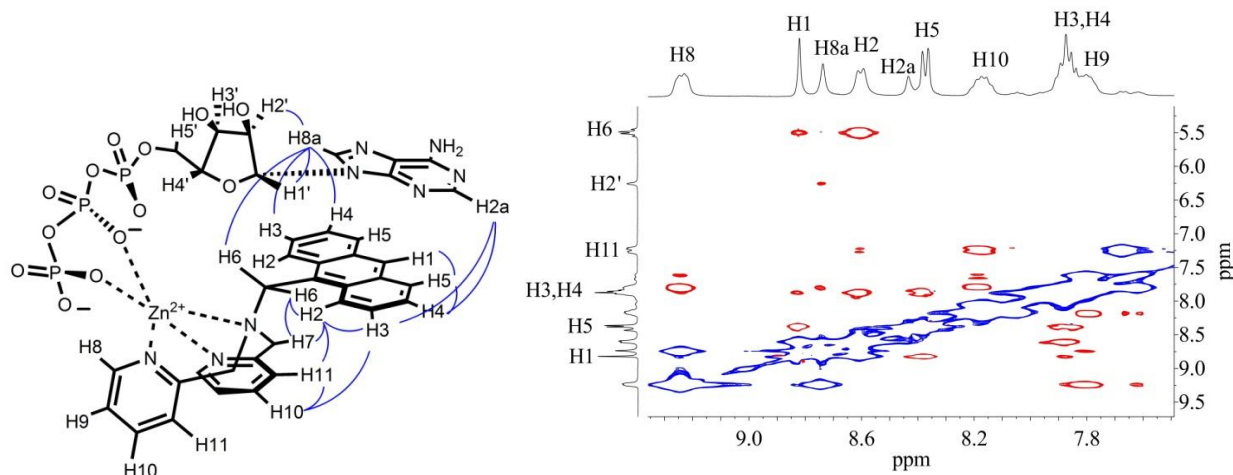 H1
H3,H4
H8
H8a
H2
H5
H2a
H10
H9
H6
H2'
H11
H3,H4
H5
H1
5.5
6.0
6.5
7.0
7.5
8.0
8.5
9.0
9.5
ppm
9.0
8.6
8.2
7.8
ppm
H3'
HO
HO
H2'
H5'
H8a
NH2
O
O
P
O
O
P
O
O
P
O
O−
O
O
P
O−
H4'
O
H1'
N
N
N
N
H2a
H4
H3
H5
H6
H2
H1
H6
H5
H2
H4
H3
Zn2+
N
H7
H8
N
N
H11
H9
H10
H11
H10